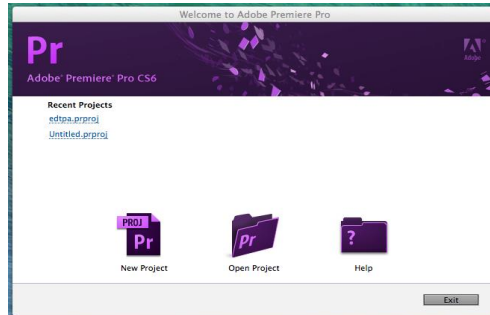 Welcome to Adobe Premiere Pro
Pr
Adobe® Premiere® Pro CS6
Adobe®
Recent Projects
edtpa.prproj
Untitled.prproj
PROJ
Pr
Pr
?
New Project
Open Project
Help
Exit